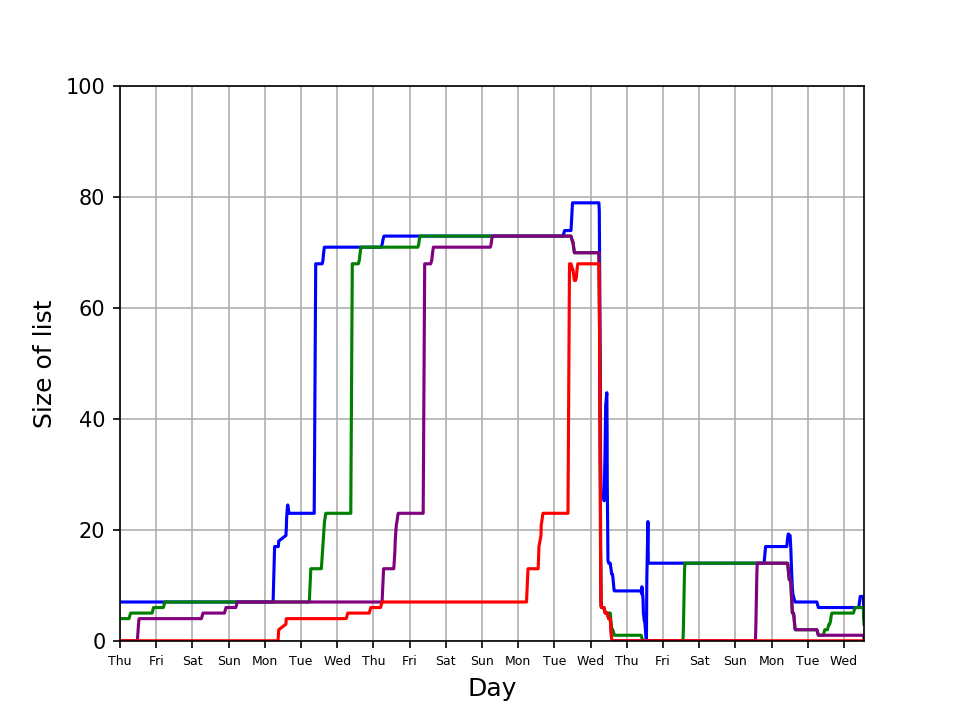 100
80
60
40
20
0
Size of list
Thu Fri Sat Sun Mon Tue Wed Thu Fri Sat Sun Mon Tue Wed Thu Fri Sat Sun Mon Tue Wed
Day